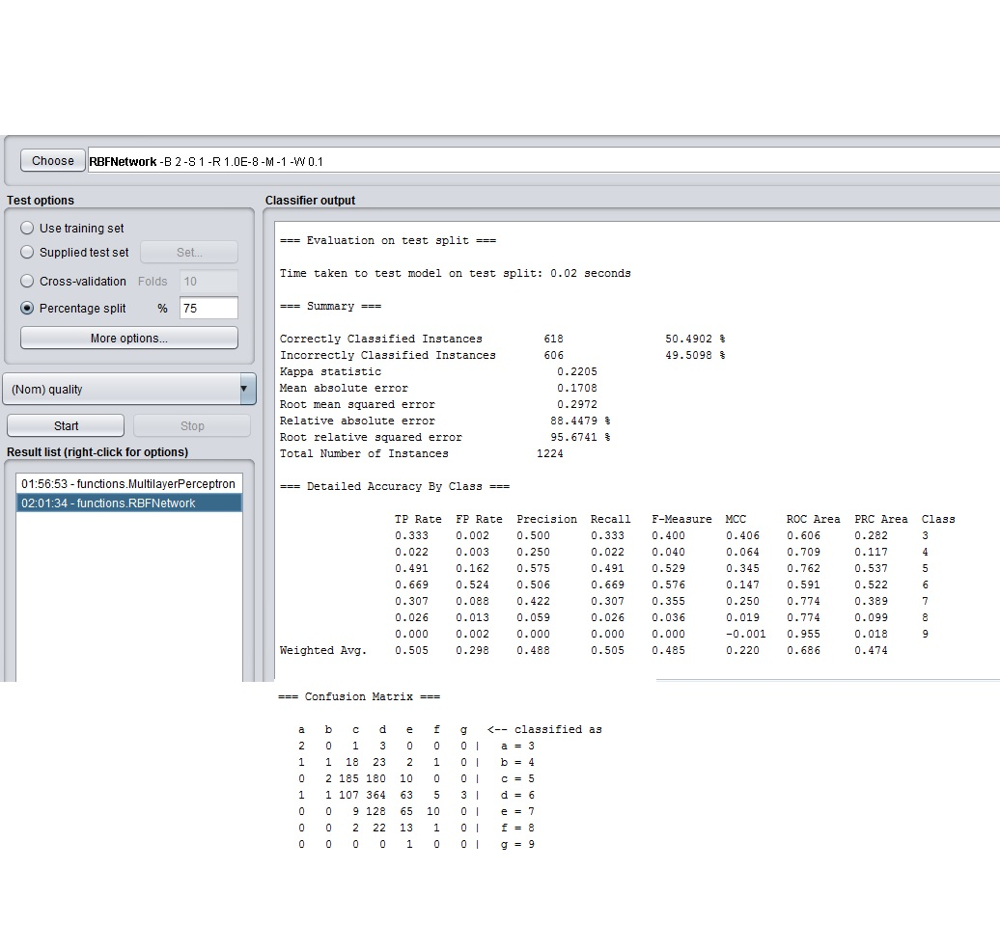 Choose RBFNetwork -B 2 -S 1 -R 1.0E-8 -M -1 -W 0.1
Test options
Use training set
Supplied test set Set...
Cross-validation Folds 10
Percentage split % 75
More options...
(Nom) quality
Start Stop
Result list (right-click for options)
01:56:53 - functions.MultilayerPerceptron
02:01:34 - functions.RBFNetwork
Classifier output
=== Evaluation on test split ===
Time taken to test model on test split: 0.02 seconds
=== Summary ===
Correctly Classified Instances 618 50.4902 %
Incorrectly Classified Instances 606 49.5098 %
Kappa statistic 0.2205
Mean absolute error 0.1708
Root mean squared error 0.2972
Relative absolute error 88.4479 %
Root relative squared error 95.6741 %
Total Number of Instances 1224
=== Detailed Accuracy By Class ===
TP Rate FP Rate Precision Recall F-Measure MCC ROC Area PRC Area Class
0.333 0.002 0.500 0.333 0.400 0.406 0.606 0.282 3
0.022 0.003 0.250 0.022 0.040 0.064 0.709 0.117 4
0.491 0.162 0.575 0.491 0.529 0.345 0.762 0.537 5
0.669 0.524 0.506 0.669 0.576 0.147 0.591 0.522 6
0.307 0.088 0.422 0.307 0.355 0.250 0.774 0.389 7
0.026 0.013 0.059 0.026 0.036 0.019 0.774 0.099 8
0.000 0.002 0.000 0.000 0.000 -0.001 0.955 0.018 9
Weighted Avg. 0.505 0.298 0.488 0.505 0.485 0.220 0.686 0.474
=== Confusion Matrix ===
a b c d e f g <-- classified as
2 0 1 3 0 0 0 | a = 3
1 1 18 23 2 1 0 | b = 4
0 2 185 180 10 0 0 | c = 5
1 1 107 364 63 5 3 | d = 6
0 0 9 128 65 10 0 | e = 7
0 0 2 22 13 1 0 | f = 8
0 0 0 0 1 0 0 | g = 9